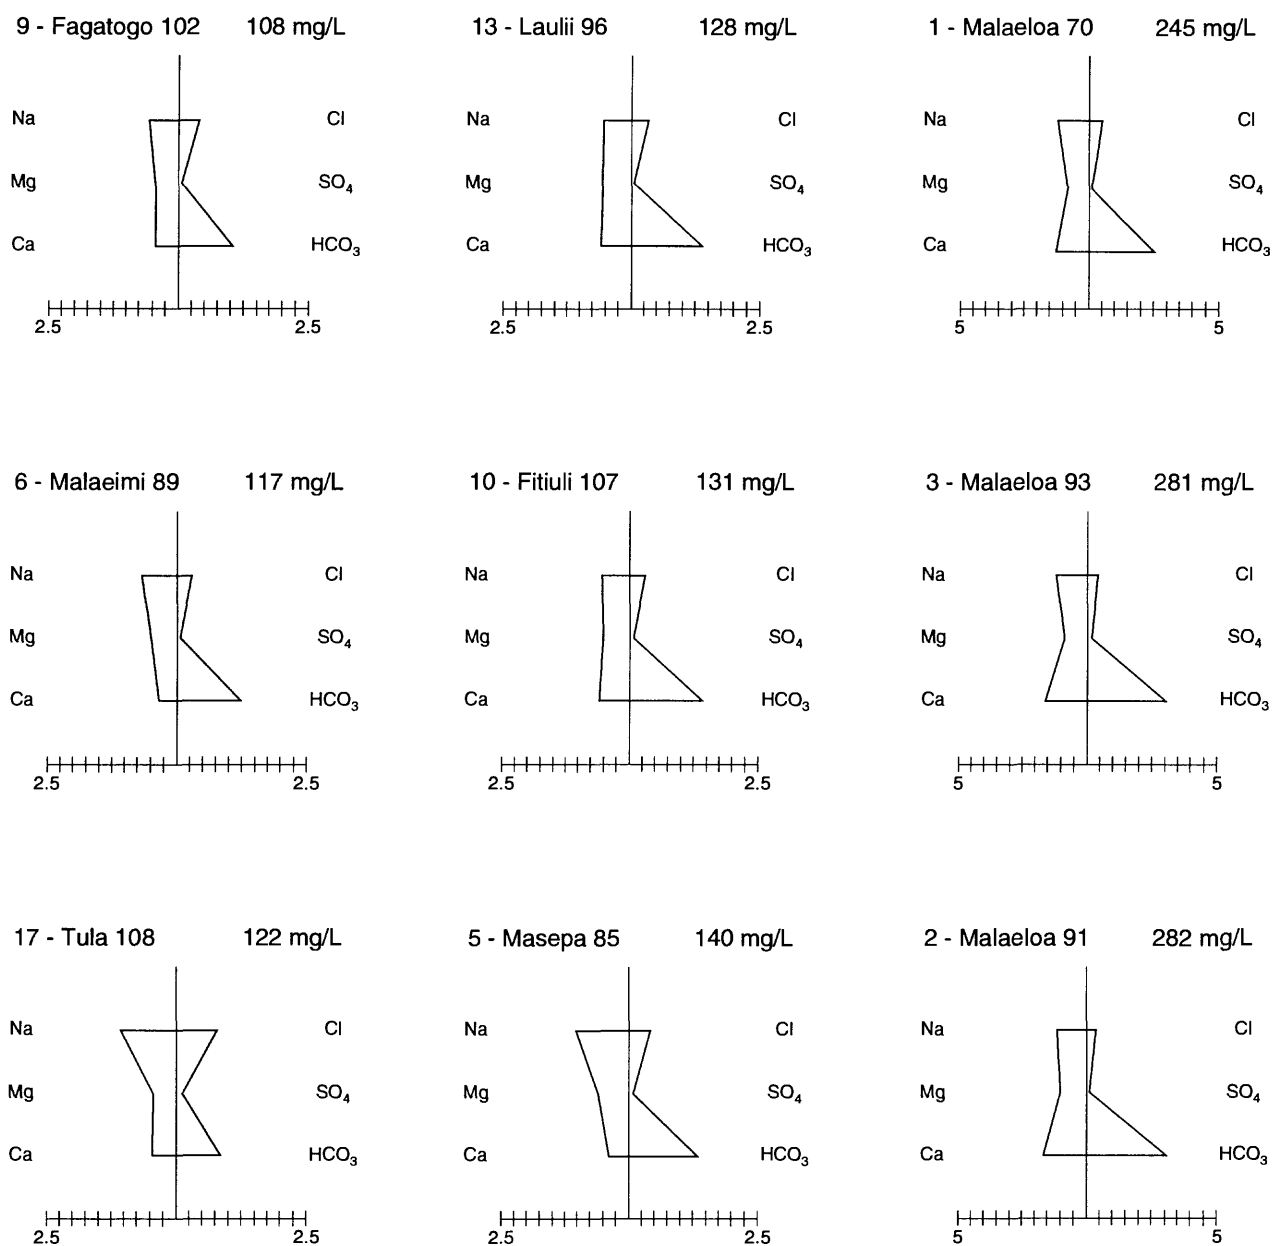 9 - Fagatogo 102 108 mg/L
13 - Laulii 96 128 mg/L
1 - Malaeloa 70 245 mg/L
Na Cl
Na Cl
Na Cl
Mg SO4
Mg SO4
Mg SO4
Ca HCO3
Ca HCO3
Ca HCO3
2.5 2.5
2.5 2.5
5 5
6 - Malaeimi 89 117 mg/L
10 - Fitiuli 107 131 mg/L
3 - Malaeloa 93 281 mg/L
Na Cl
Na Cl
Na Cl
Mg SO4
Mg SO4
Mg SO4
Ca HCO3
Ca HCO3
Ca HCO3
2.5 2.5
2.5 2.5
5 5
17 - Tula 108 122 mg/L
5 - Masepa 85 140 mg/L
2 - Malaeloa 91 282 mg/L
Na Cl
Na Cl
Na Cl
Mg SO4
Mg SO4
Mg SO4
Ca HCO3
Ca HCO3
Ca HCO3
2.5 2.5
2.5 2.5
5 5